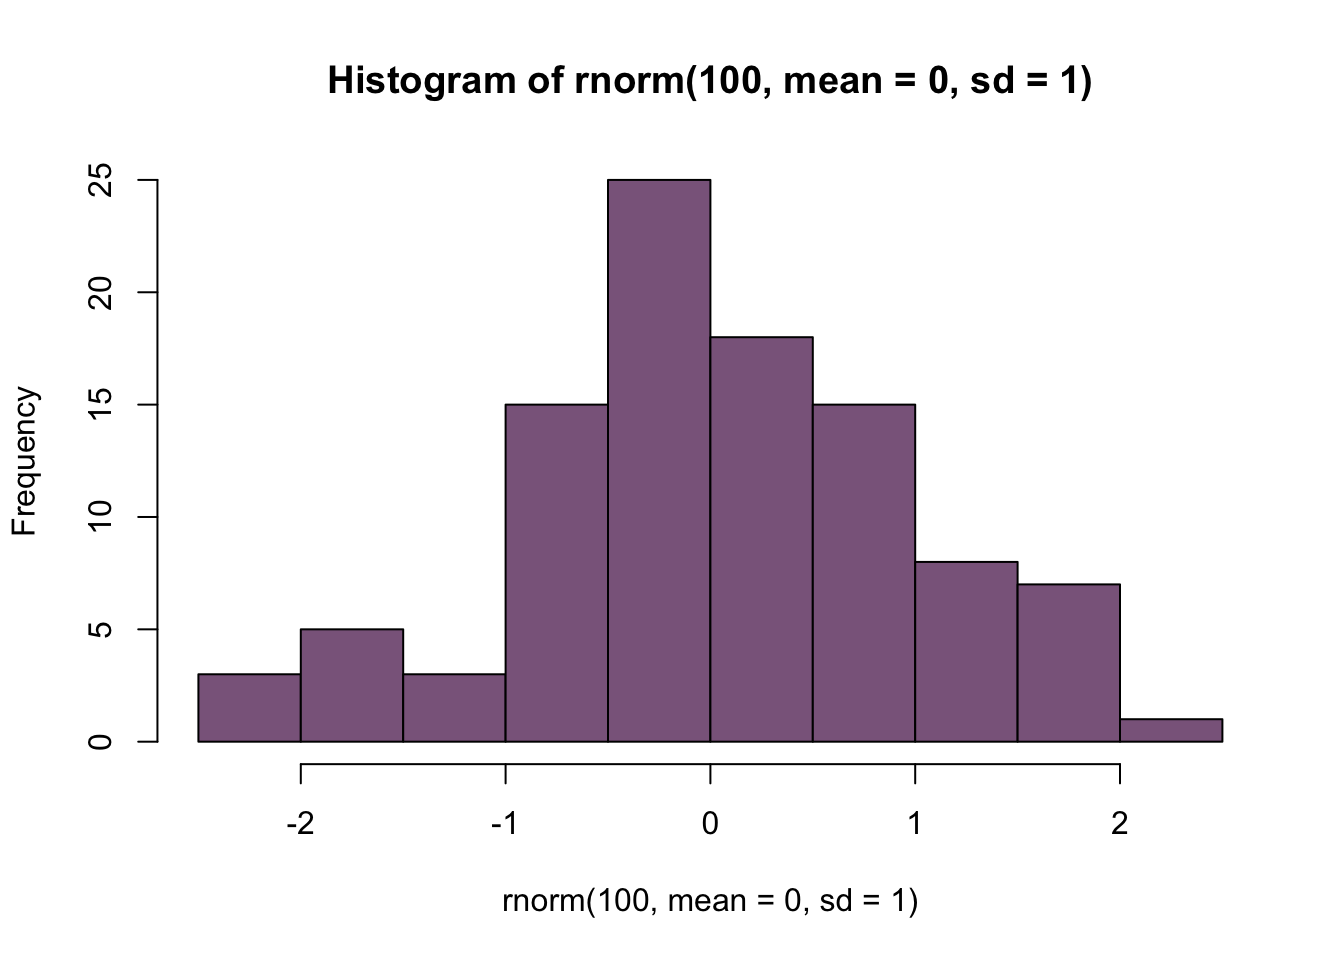 Histogram of rnorm(100, mean = 0, sd = 1)
Frequency
25
20
15
10
5
0
-2 -1 0 1 2
rnorm(100, mean = 0, sd = 1)